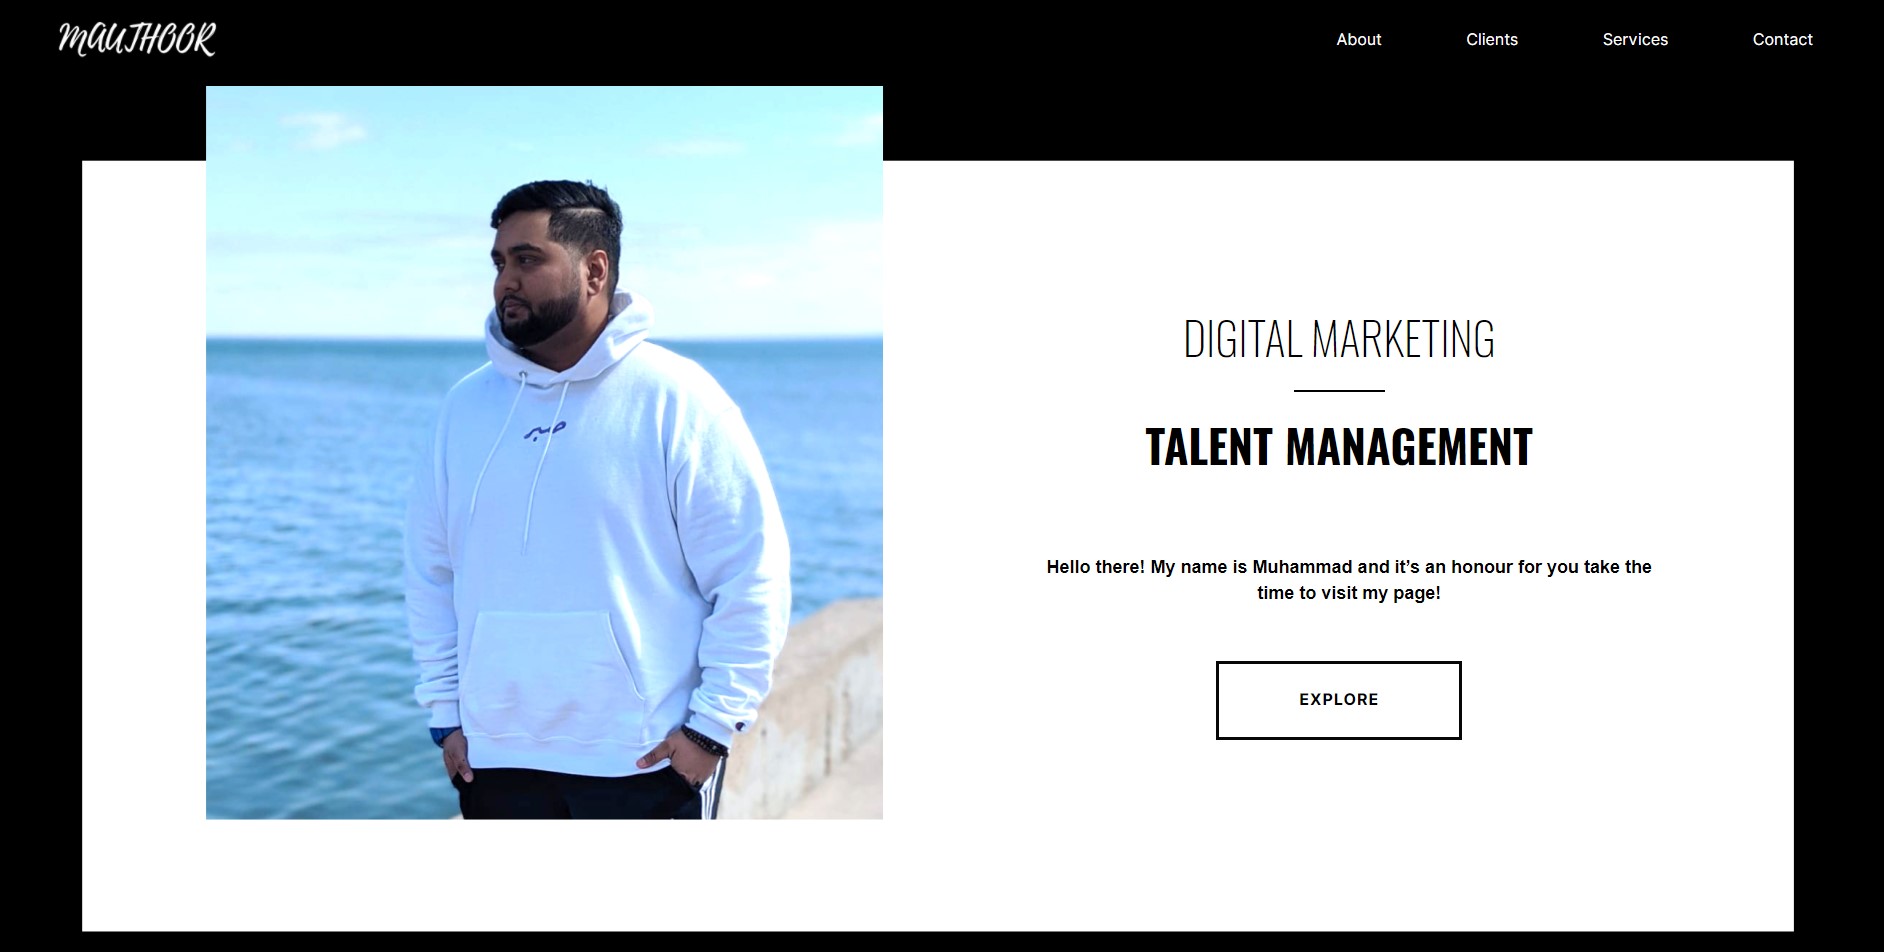 MAUTHOOR
About
Clients
Services
Contact
DIGITAL MARKETING
TALENT MANAGEMENT
Hello there! My name is Muhammad and it’s an honour for you take the
time to visit my page!
EXPLORE